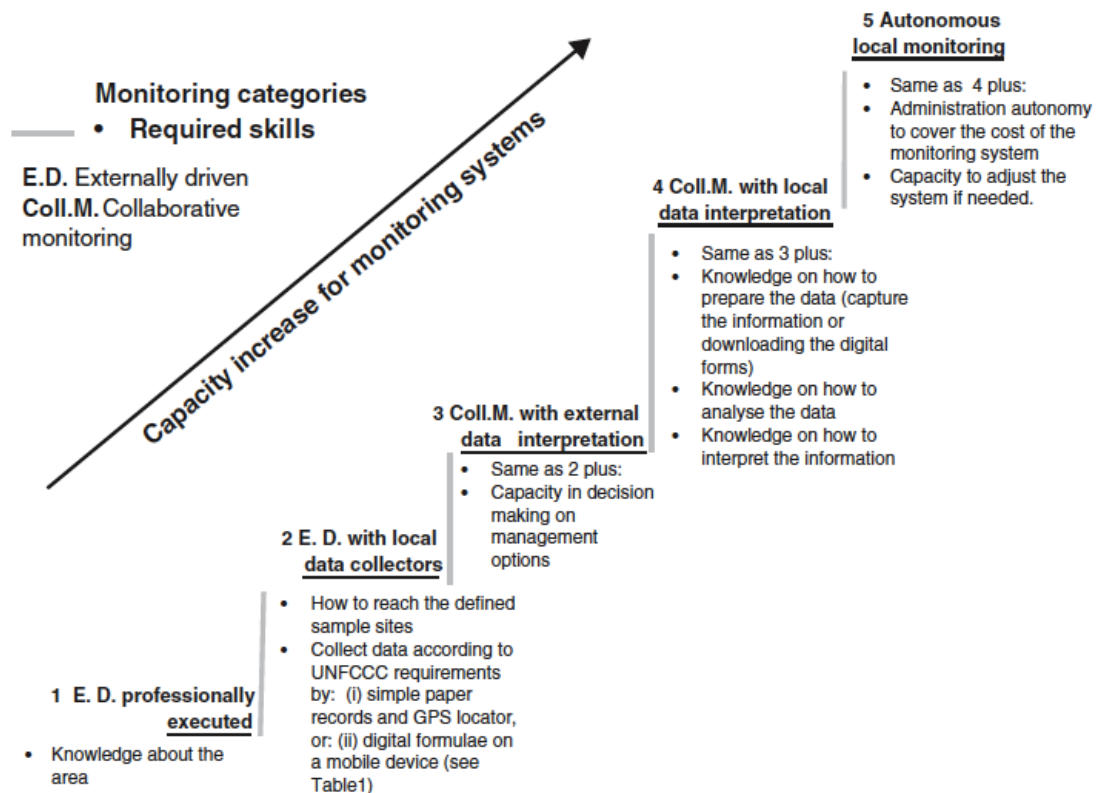 5 Autonomous
local monitoring
• Same as 4 plus:
• Administration autonomy
to cover the cost of the
monitoring system
• Capacity to adjust the
system if needed.
Monitoring categories
• Required skills
E.D. Externally driven
Coll.M. Collaborative
monitoring
Capacity increase for monitoring systems
4 Coll.M. with local
data interpretation
• Same as 3 plus:
• Knowledge on how to
prepare the data (capture
the information or
downloading the digital
forms)
• Knowledge on how to
analyse the data
• Knowledge on how to
interpret the information
3 Coll.M. with external
data interpretation
• Same as 2 plus:
• Capacity in decision
making on
management
options
2 E. D. with local
data collectors
• How to reach the defined
sample sites
• Collect data according to
UNFCCC requirements
by: (i) simple paper
records and GPS locator,
or: (ii) digital formulae on
a mobile device (see
Table1)
1 E. D. professionally
executed
• Knowledge about the
area